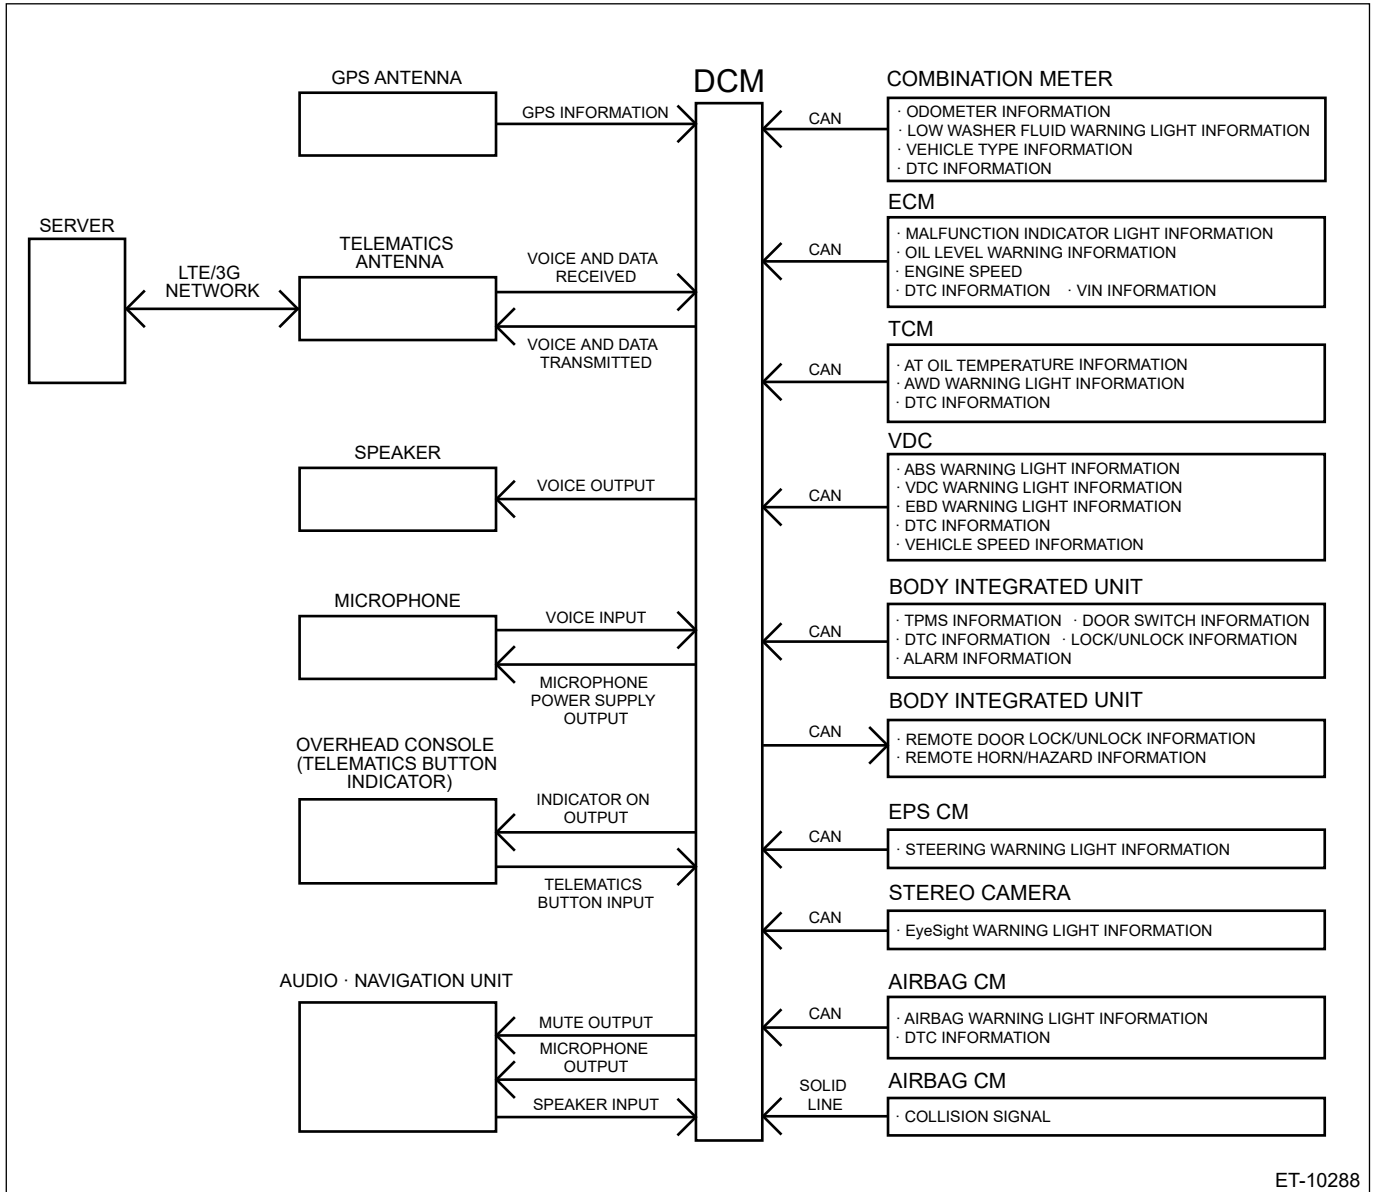 DCM
GPS ANTENNA
GPS INFORMATION
SERVER
LTE/3G
NETWORK
TELEMATICS
ANTENNA
VOICE AND DATA
RECEIVED
VOICE AND DATA
TRANSMITTED
SPEAKER
VOICE OUTPUT
MICROPHONE
VOICE INPUT
MICROPHONE
POWER SUPPLY
OUTPUT
OVERHEAD CONSOLE
(TELEMATICS BUTTON
INDICATOR)
INDICATOR ON
OUTPUT
TELEMATICS
BUTTON INPUT
AUDIO · NAVIGATION UNIT
MUTE OUTPUT
MICROPHONE
OUTPUT
SPEAKER INPUT
COMBINATION METER
CAN
· ODOMETER INFORMATION
· LOW WASHER FLUID WARNING LIGHT INFORMATION
· VEHICLE TYPE INFORMATION
· DTC INFORMATION
ECM
CAN
· MALFUNCTION INDICATOR LIGHT INFORMATION
· OIL LEVEL WARNING INFORMATION
· ENGINE SPEED
· DTC INFORMATION · VIN INFORMATION
TCM
CAN
· AT OIL TEMPERATURE INFORMATION
· AWD WARNING LIGHT INFORMATION
· DTC INFORMATION
VDC
CAN
· ABS WARNING LIGHT INFORMATION
· VDC WARNING LIGHT INFORMATION
· EBD WARNING LIGHT INFORMATION
· DTC INFORMATION
· VEHICLE SPEED INFORMATION
BODY INTEGRATED UNIT
CAN
· TPMS INFORMATION · DOOR SWITCH INFORMATION
· DTC INFORMATION · LOCK/UNLOCK INFORMATION
· ALARM INFORMATION
BODY INTEGRATED UNIT
CAN
· REMOTE DOOR LOCK/UNLOCK INFORMATION
· REMOTE HORN/HAZARD INFORMATION
EPS CM
CAN
· STEERING WARNING LIGHT INFORMATION
STEREO CAMERA
CAN
· EyeSight WARNING LIGHT INFORMATION
AIRBAG CM
CAN
· AIRBAG WARNING LIGHT INFORMATION
· DTC INFORMATION
AIRBAG CM
SOLID
LINE
· COLLISION SIGNAL
ET-10288